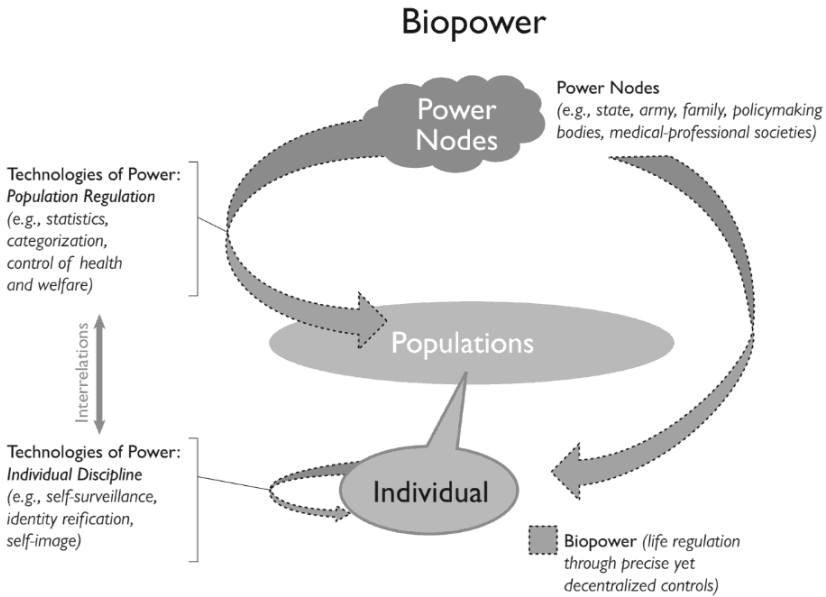 Biopower
Power
Nodes
Power Nodes
(e.g., state, army, family, policymaking
bodies, medical-professional societies)
Technologies of Power:
Population Regulation
(e.g., statistics,
categorization,
control of health
and welfare)
Populations
Interrelations
Technologies of Power:
Individual Discipline
(e.g., self-surveillance,
identity reification,
self-image)
Individual
Biopower (life regulation
through precise yet
decentralized controls)